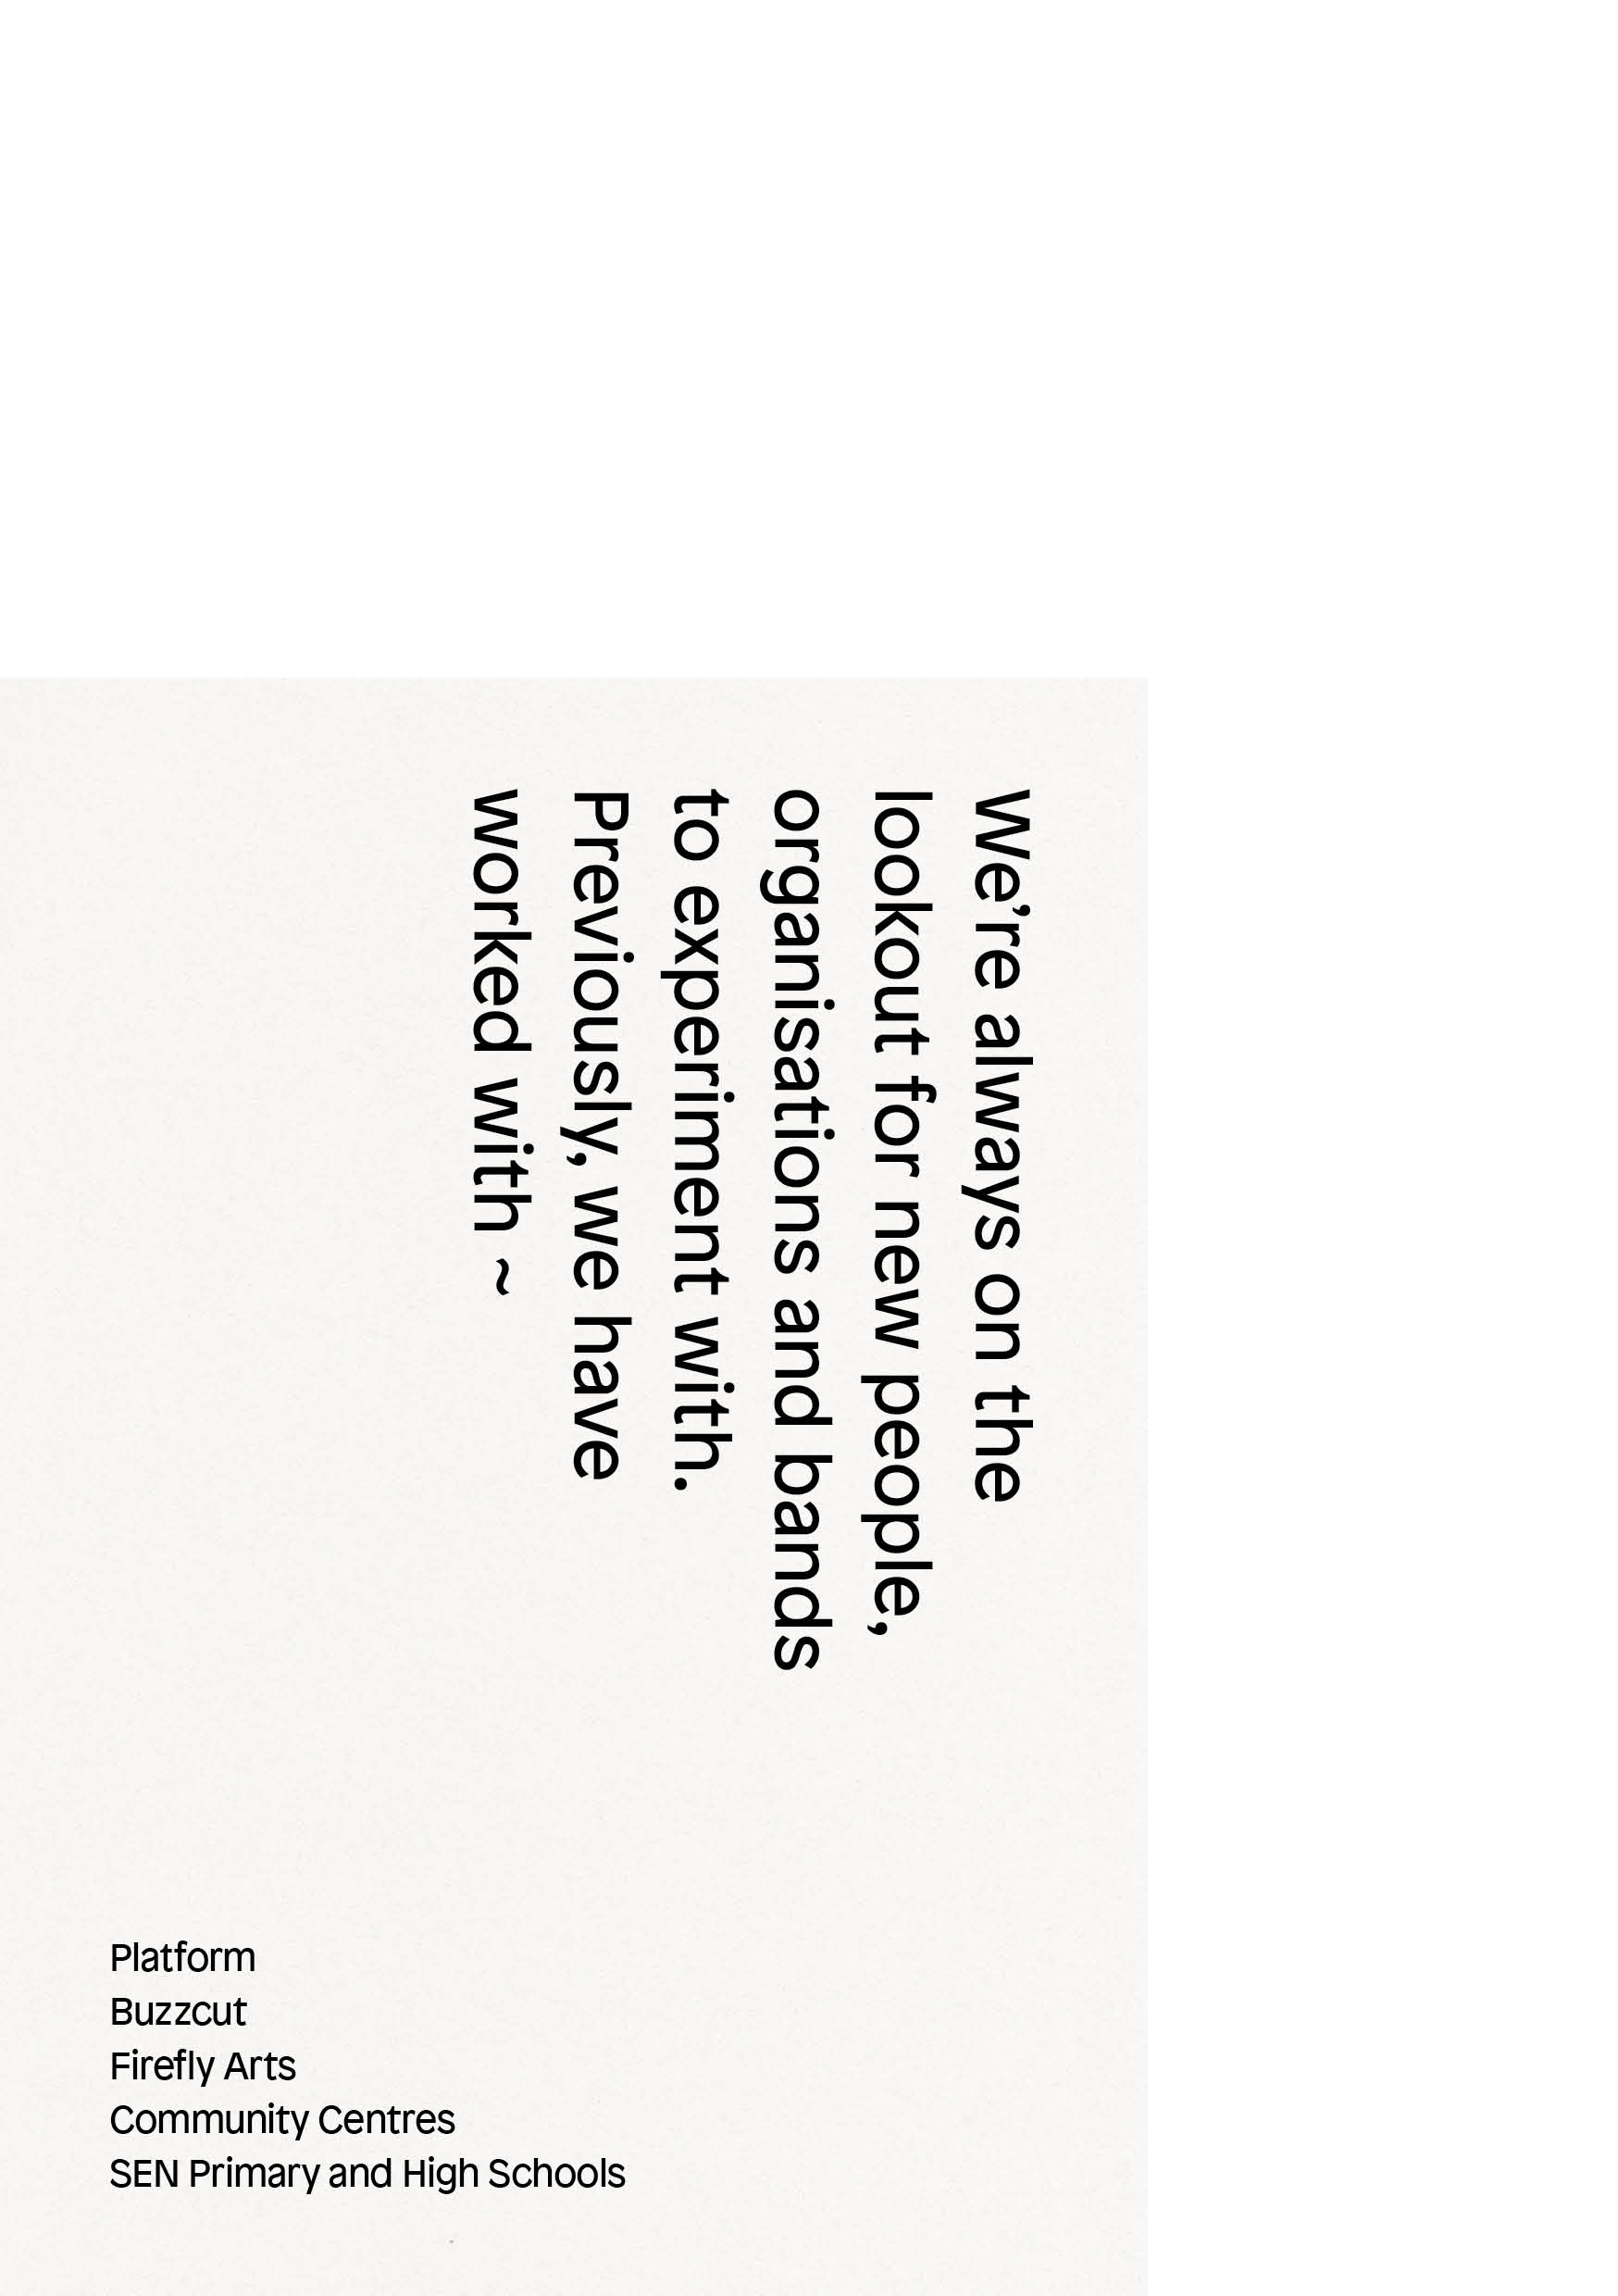 We’re always on the
lookout for new people,
organisations and bands
to experiment with.
Previously, we have
worked with ~
Platform
Buzzcut
Firefly Arts
Community Centres
SEN Primary and High Schools